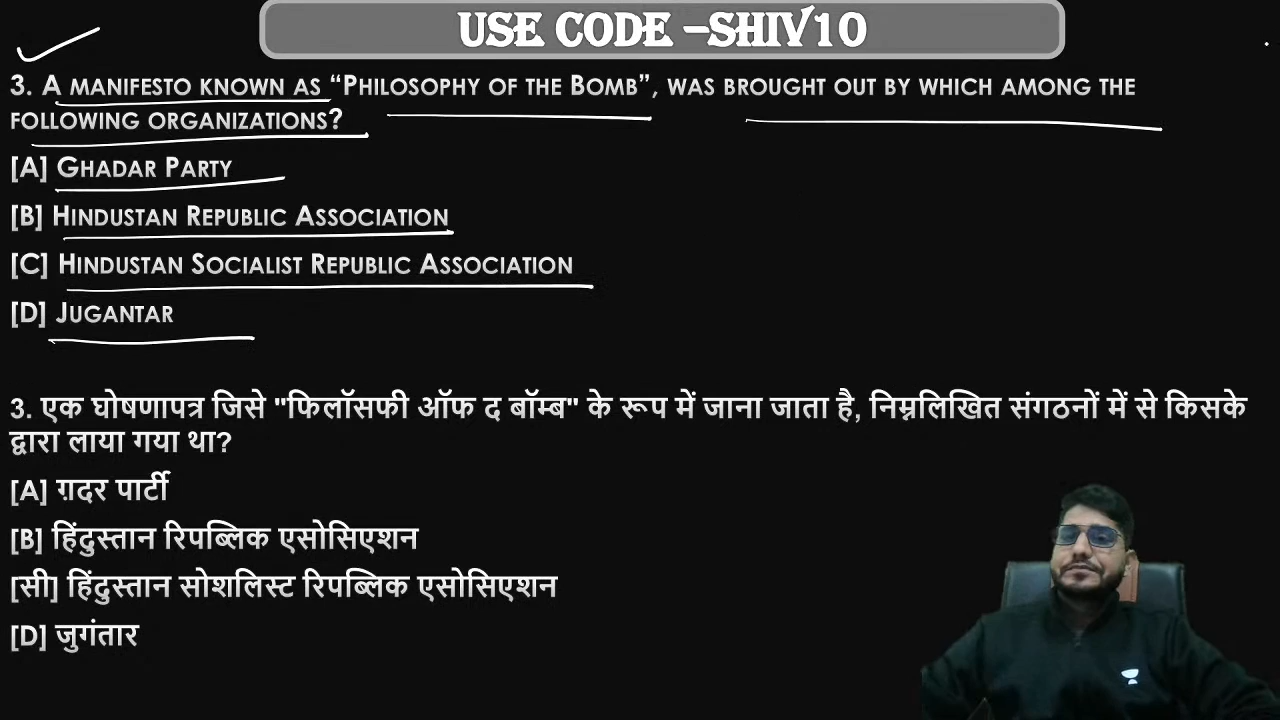 USE CODE –SHIV10
3. A MANIFESTO KNOWN AS “PHILOSOPHY OF THE BOMB”, WAS BROUGHT OUT BY WHICH AMONG THE
FOLLOWING ORGANIZATIONS?
[A] GHADAR PARTY
[B] HINDUSTAN REPUBLIC ASSOCIATION
[C] HINDUSTAN SOCIALIST REPUBLIC ASSOCIATION
[D] JUGANTAR
3. एक घोषणापत्र जिसे "फिलॉसफी ऑफ द बॉम्ब" के रूप में जाना जाता है, निम्नलिखित संगठनों में से किसके
द्वारा लाया गया था?
[A] ग़दर पार्टी
[B] हिंदुस्तान रिपब्लिक एसोसिएशन
[सी] हिंदुस्तान सोशलिस्ट रिपब्लिक एसोसिएशन
[D] जुगंतार